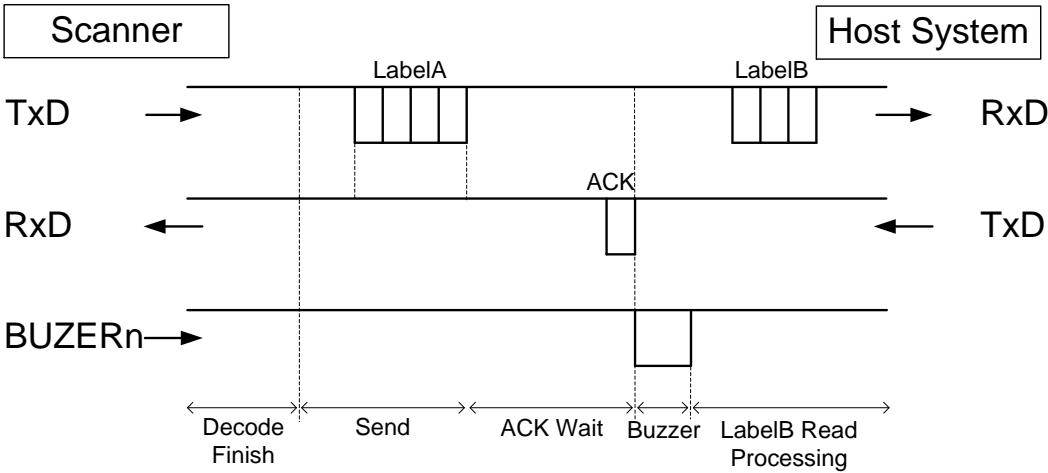 Scanner
Host System
LabelA
LabelB
TxD
RxD
ACK
RxD
TxD
BUZERn
Decode
Finish
Send
ACK Wait
Buzzer
LabelB Read
Processing